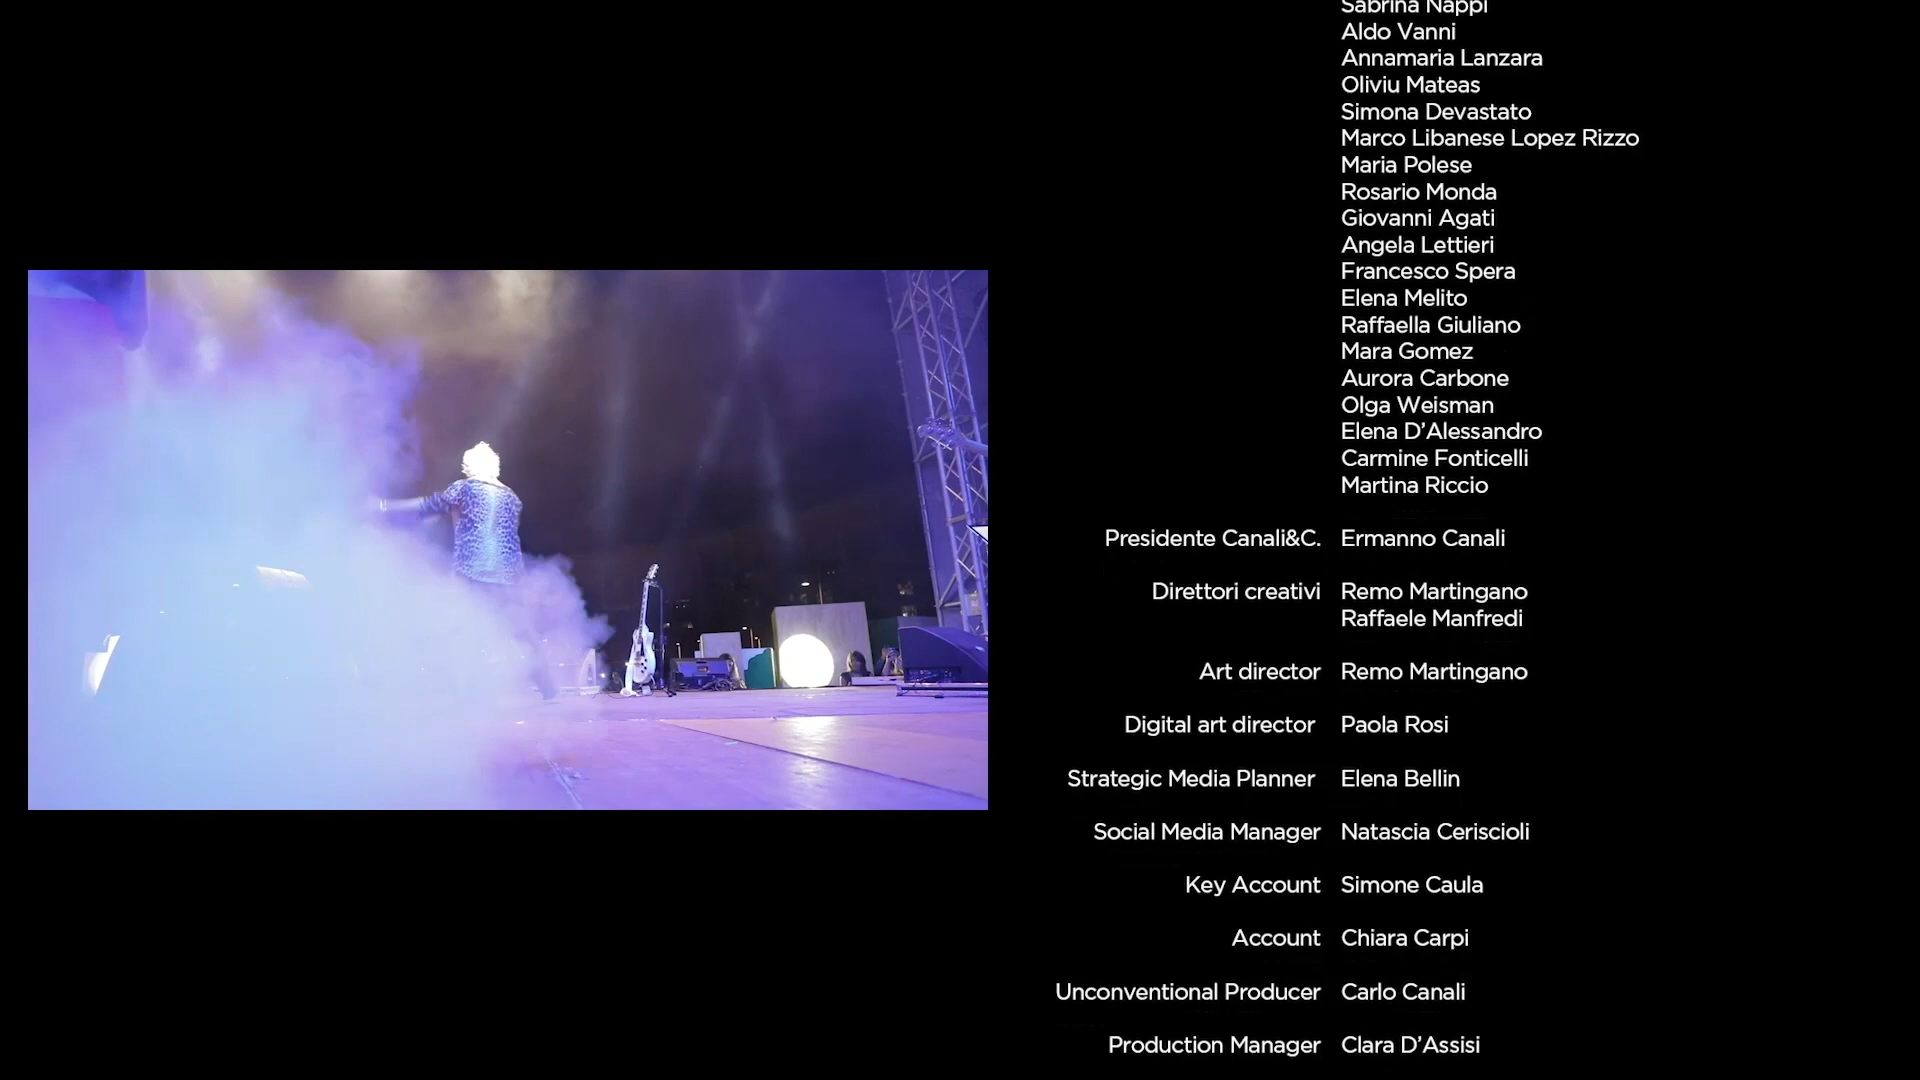 Sabrina Nappi
Aldo Vanni
Annamaria Lanzara
Oliviu Mateas
Simona Devastato
Marco Libanese Lopez Rizzo
Maria Polese
Rosario Monda
Giovanni Agati
Angela Lettieri
Francesco Spera
Elena Melito
Raffaella Giuliano
Mara Gomez
Aurora Carbone
Olga Weisman
Elena D’Alessandro
Carmine Fonticelli
Martina Riccio
Presidente Canali&C. Ermanno Canali
Direttori creativi Remo Martingano
Raffaele Manfredi
Art director Remo Martingano
Digital art director Paola Rosi
Strategic Media Planner Elena Bellin
Social Media Manager Natascia Ceriscioli
Key Account Simone Caula
Account Chiara Carpi
Unconventional Producer Carlo Canali
Production Manager Clara D’Assisi